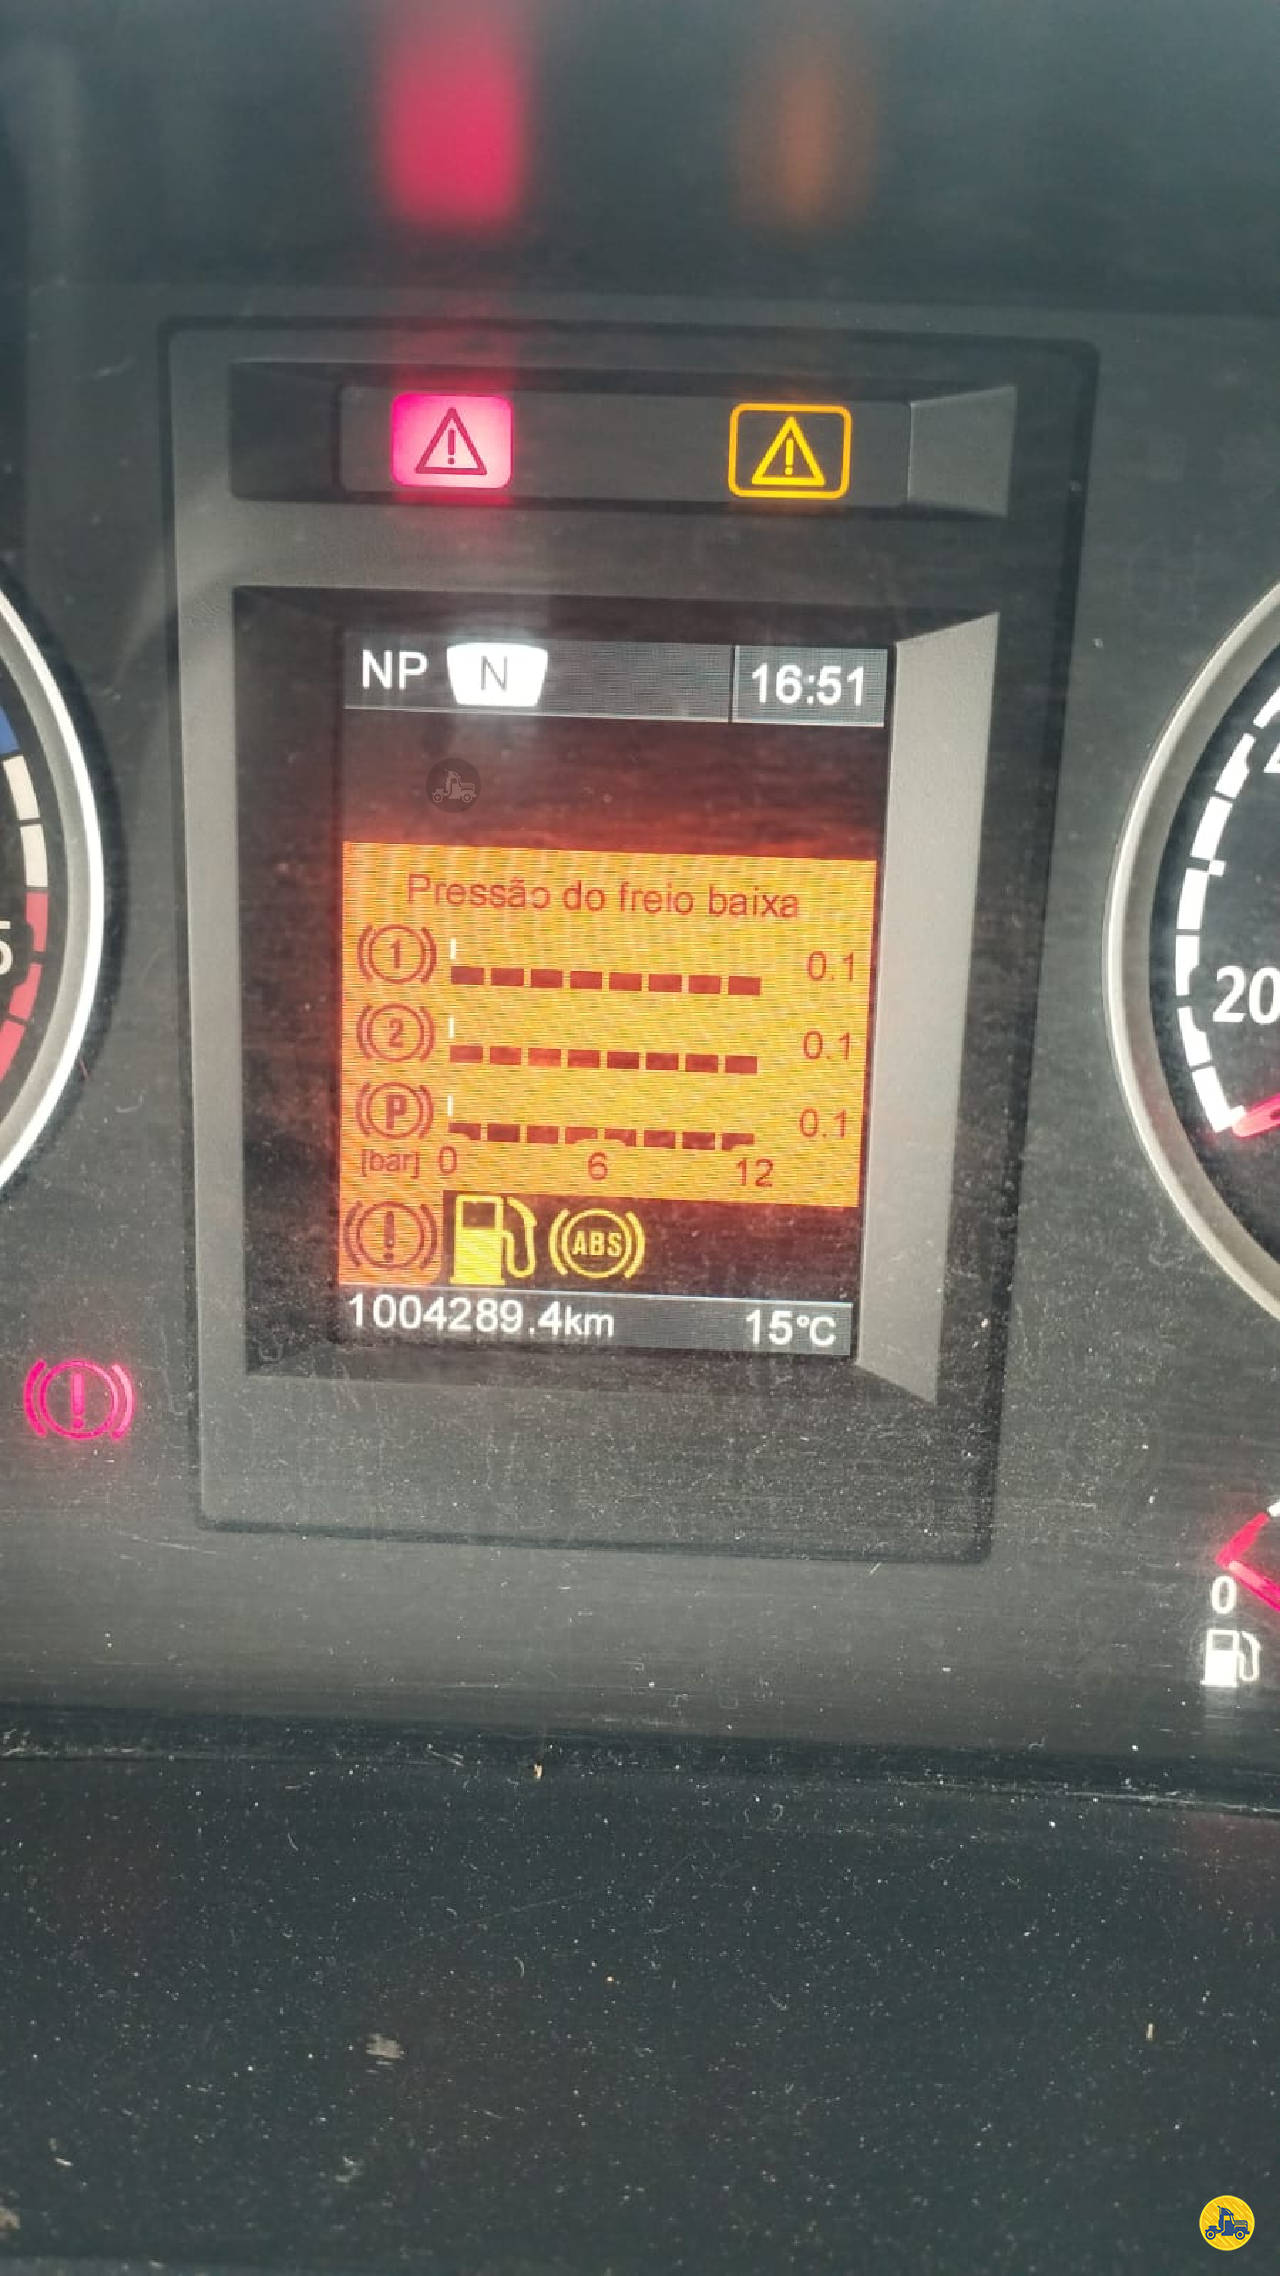 NP N 16:51
Pressão do freio baixa
1 0.1
2 0.1
P 0.1
[bar] 0 6 12
ABS
1004289.4km 15°C
5
20
0